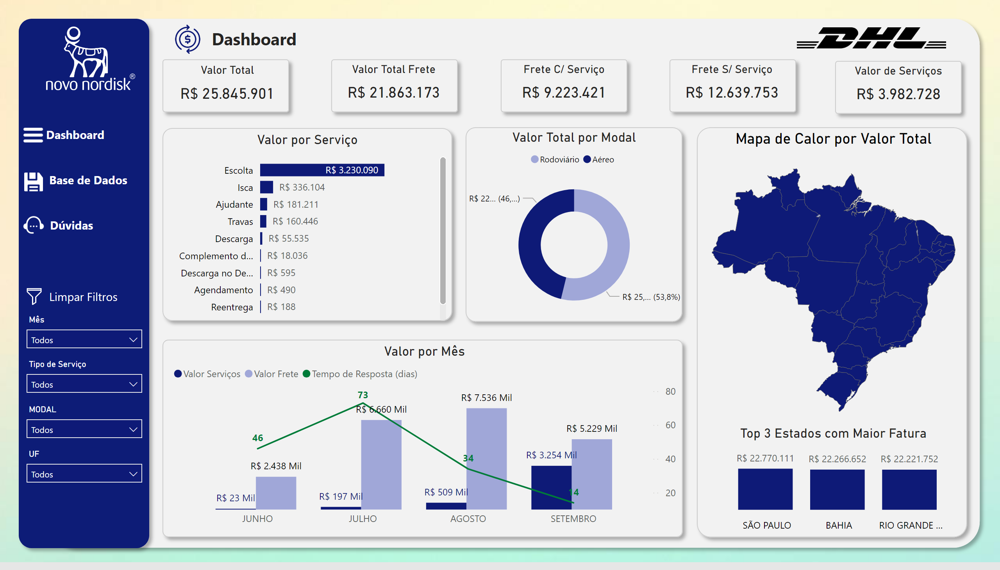 novo nordisk®
Dashboard
Base de Dados
Dúvidas
Limpar Filtros
Mês
Todos
Tipo de Serviço
Todos
MODAL
Todos
UF
Todos
Dashboard
DHL
Valor Total
R$ 25.845.901
Valor Total Frete
R$ 21.863.173
Frete C/ Serviço
R$ 9.223.421
Frete S/ Serviço
R$ 12.639.753
Valor de Serviços
R$ 3.982.728
Valor por Serviço
Escolta R$ 3.230.090
Isca R$ 336.104
Ajudante R$ 181.211
Travas R$ 160.446
Descarga R$ 55.535
Complemento d... R$ 18.036
Descarga no De... R$ 595
Agendamento R$ 490
Reentrega R$ 188
Valor Total por Modal
Rodoviário Aéreo
R$ 22... (46,...)
R$ 25,... (53,8%)
Valor por Mês
Valor Serviços Valor Frete Tempo de Resposta (dias)
80
60
40
20
46
73
34
14
R$ 23 Mil
R$ 2.438 Mil
R$ 197 Mil
R$ 6.660 Mil
R$ 509 Mil
R$ 7.536 Mil
R$ 3.254 Mil
R$ 5.229 Mil
JUNHO JULHO AGOSTO SETEMBRO
Mapa de Calor por Valor Total
Top 3 Estados com Maior Fatura
R$ 22.770.111 R$ 22.266.652 R$ 22.221.752
SÃO PAULO BAHIA RIO GRANDE ...